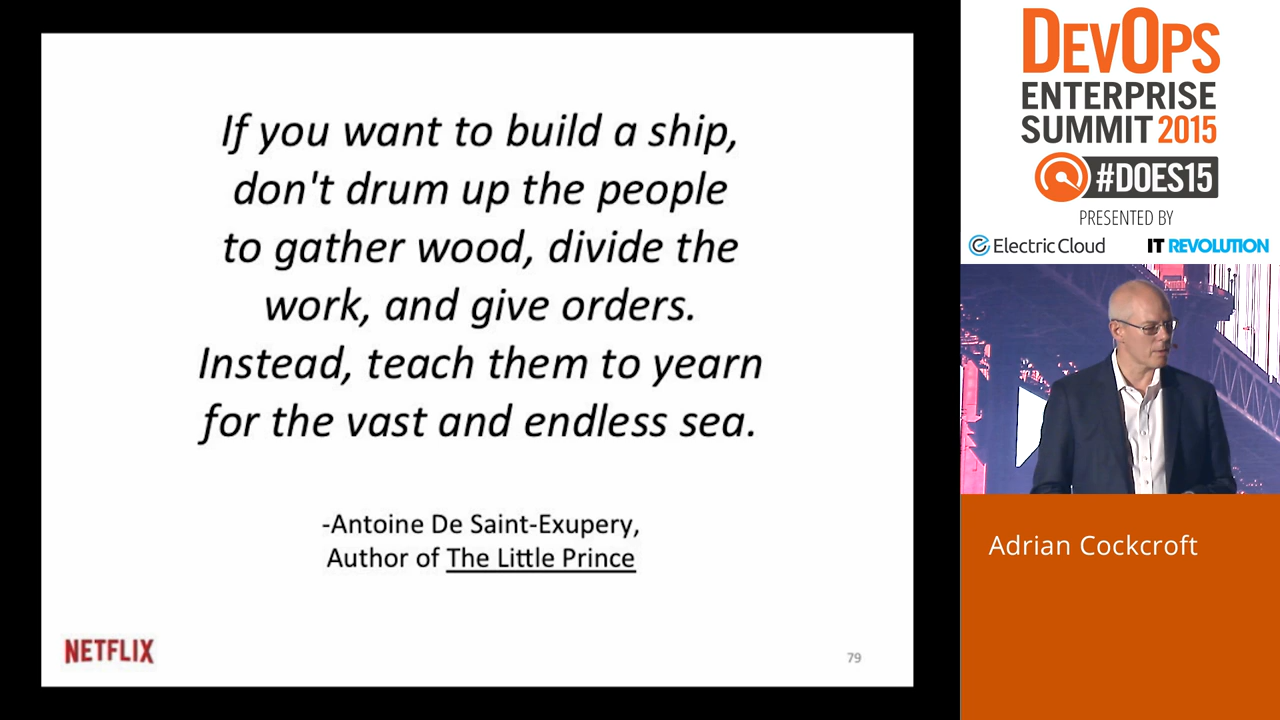 If you want to build a ship,
don't drum up the people
to gather wood, divide the
work, and give orders.
Instead, teach them to yearn
for the vast and endless sea.
-Antoine De Saint-Exupery,
Author of The Little Prince
NETFLIX
79
DEVOPS
ENTERPRISE
SUMMIT 2015
#DOES15
PRESENTED BY
Electric Cloud IT REVOLUTION
Adrian Cockcroft